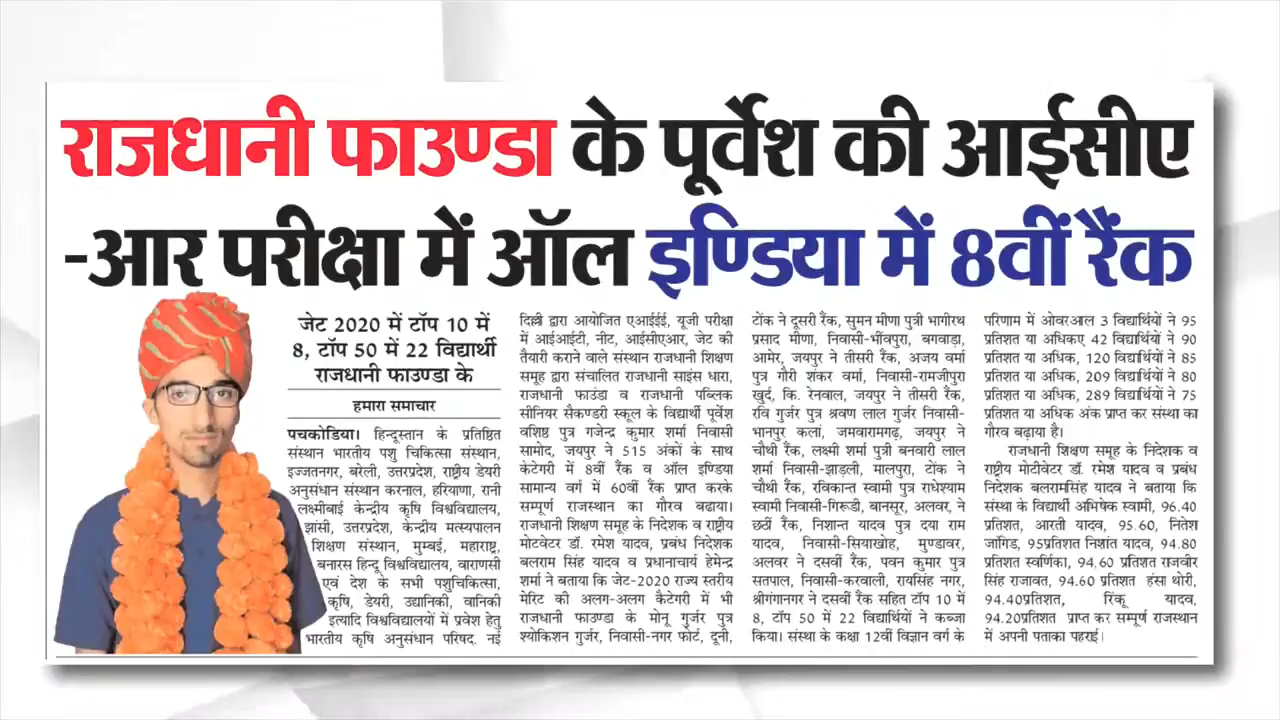 राजधानी फाउण्डा के पूर्वेश की आईसीए
-आर परीक्षा में ऑल इण्डिया में 8वीं रैंक
जेट 2020 में टॉप 10 में
8, टॉप 50 में 22 विद्यार्थी
राजधानी फाउण्डा के
हमारा समाचार
पचकोडिया। हिन्दूस्तान के प्रतिष्ठित
संस्थान भारतीय पशु चिकित्सा संस्थान,
इज्जतनगर, बरेली, उत्तरप्रदेश, राष्ट्रीय डेयरी
अनुसंधान संस्थान करनाल, हरियाणा, रानी
लक्ष्मीबाई केन्द्रीय कृषि विश्वविद्यालय,
झांसी, उत्तरप्रदेश, केन्द्रीय मत्स्यपालन
शिक्षण संस्थान, मुम्बई, महाराष्ट्र,
बनारस हिन्दू विश्वविद्यालय, वाराणसी
एवं देश के सभी पशुचिकित्सा,
कृषि, डेयरी, उद्यानिकी, वानिकी
इत्यादि विश्वविद्यालयों में प्रवेश हेतु
भारतीय कृषि अनुसंधान परिषद्. नई
दिल्ली द्वारा आयोजित एआईईई, यूजी परीक्षा
में आईआईटी, नीट, आईसीएआर, जेट की
तैयारी कराने वाले संस्थान राजधानी शिक्षण
समूह द्वारा संचालित राजधानी साइंस धारा,
राजधानी फाउंडा व राजधानी पब्लिक
सीनियर सैकण्डरी स्कूल के विद्यार्थी पूर्वेश
वशिष्ठ पुत्र गजेन्द्र कुमार शर्मा निवासी
सामोद, जयपुर ने 515 अंकों के साथ
केटेगरी में 8वीं रैंक व ऑल इण्डिया
सामान्य वर्ग में 60वीं रैंक प्राप्त करके
सम्पूर्ण राजस्थान का गौरव बढाया।
राजधानी शिक्षण समूह के निदेशक व राष्ट्रीय
मोटवेटर डॉ. रमेश यादव, प्रबंध निदेशक
बलराम सिंह यादव व प्रधानाचार्य हेमेन्द्र
शर्मा ने बताया कि जेट-2020 राज्य स्तरीय
मेरिट की अलग-अलग कैटेगरी में भी
राजधानी फाउण्डा के मोनू गुर्जर पुत्र
श्योकिशन गुर्जर, निवासी-नगर फोर्ट, दूनी,
टोंक ने दूसरी रैंक, सुमन मीणा पुत्री भागीरथ
प्रसाद मीणा, निवासी-भींवपुरा, बगवाड़ा,
आमेर, जयपुर ने तीसरी रैंक, अजय वर्मा
पुत्र गौरी शंकर वर्मा, निवासी-रामजीपुरा
खुर्द, कि. रेनवाल, जयपुर ने तीसरी रैंक,
रवि गुर्जर पुत्र श्रवण लाल गुर्जर निवासी-
भानपुर कलां, जमवारामगढ़, जयपुर ने
चौथी रैंक, लक्ष्मी शर्मा पुत्री बनवारी लाल
शर्मा निवासी-झाड़ली, मालपुरा, टोंक ने
चौथी रैंक, रविकान्त स्वामी पुत्र राधेश्याम
स्वामी निवासी-गिरूडी, बानसूर, अलवर, ने
छठीं रैंक, निशान्त यादव पुत्र दया राम
यादव, निवासी-सियाखोह, मुण्डावर,
अलवर ने दसवीं रैंक, पवन कुमार पुत्र
सतपाल, निवासी-करवाली, रायसिंह नगर,
श्रीगंगानगर ने दसवीं रैंक सहित टॉप 10 में
8, टॉप 50 में 22 विद्यार्थियों ने कब्जा
किया। संस्था के कक्षा 12वीं विज्ञान वर्ग के
परिणाम में ओवरआल 3 विद्यार्थियों ने 95
प्रतिशत या अधिकए 42 विद्यार्थियों ने 90
प्रतिशत या अधिक, 120 विद्यार्थियों ने 85
प्रतिशत या अधिक, 209 विद्यार्थियों ने 80
प्रतिशत या अधिक, 289 विद्यार्थियों ने 75
प्रतिशत या अधिक अंक प्राप्त कर संस्था का
गौरव बढ़ाया है।
राजधानी शिक्षण समूह के निदेशक व
राष्ट्रीय मोटीवेटर डॉ. रमेश यादव व प्रबंध
निदेशक बलरामसिंह यादव ने बताया कि
संस्था के विद्यार्थी अभिषेक स्वामी, 96.40
प्रतिशत, आरती यादव, 95.60, नितेश
जांगिड, 95प्रतिशत निशांत यादव, 94.80
प्रतिशत स्वर्णिका, 94.60 प्रतिशत राजवीर
सिंह राजावत, 94.60 प्रतिशत हंसा थोरी,
94.40प्रतिशत, रिंकू यादव,
94.20प्रतिशत प्राप्त कर सम्पूर्ण राजस्थान
में अपनी पताका पहराई।